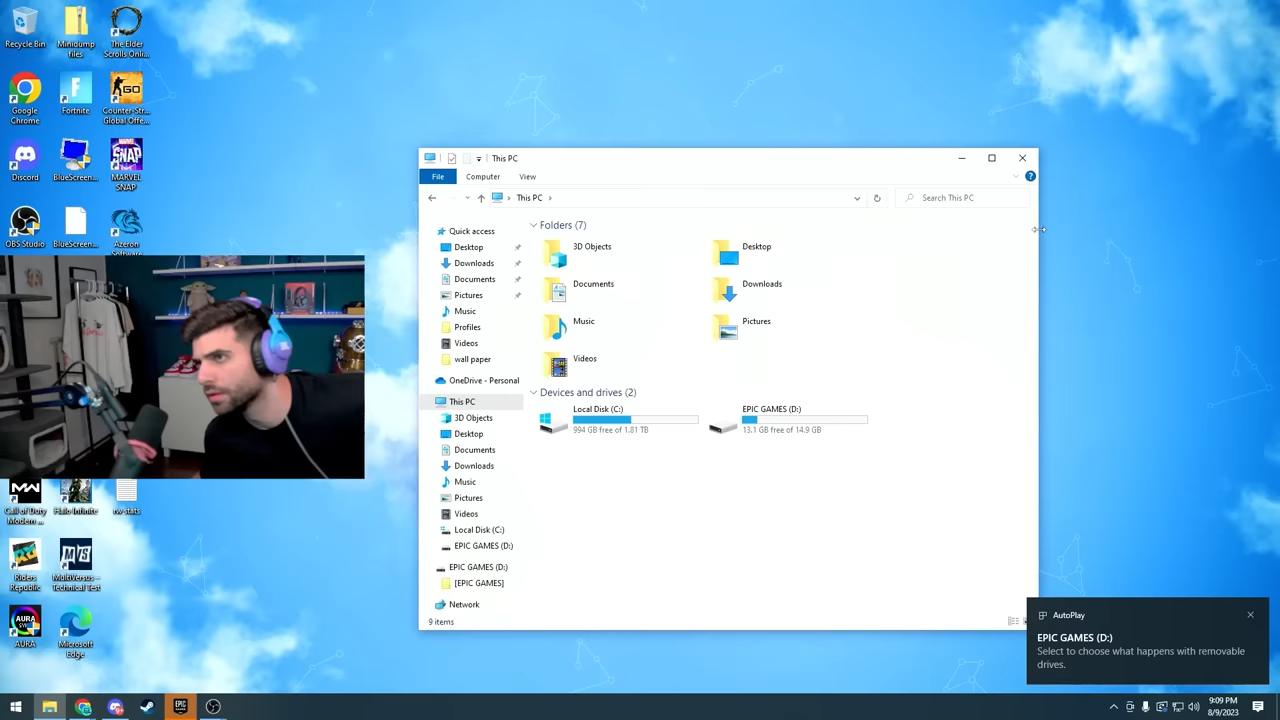 Recycle Bin
Minidump
files
The Elder
Scrolls Onli...
Google
Chrome
Fortnite
Counter-Str...
Global Offe...
Discord
BlueScreen...
MARVEL
SNAP
OBS Studio
BlueScreen...
Azeron
Software
Call of Duty
Modern ...
Halo Infinite
rw-stats
Riders
Republic
MultiVersus –
Technical Test
AURA
Microsoft
Edge
This PC
File
Computer
View
This PC
Search This PC
Quick access
Desktop
Downloads
Documents
Pictures
Music
Profiles
Videos
wall paper
OneDrive - Personal
This PC
3D Objects
Desktop
Documents
Downloads
Music
Pictures
Videos
Local Disk (C:)
EPIC GAMES (D:)
EPIC GAMES (D:)
[EPIC GAMES]
Network
9 items
Folders (7)
3D Objects
Desktop
Documents
Downloads
Music
Pictures
Videos
Devices and drives (2)
Local Disk (C:)
994 GB free of 1.81 TB
EPIC GAMES (D:)
13.1 GB free of 14.9 GB
AutoPlay
EPIC GAMES (D:)
Select to choose what happens with removable
drives.
9:09 PM
8/9/2023